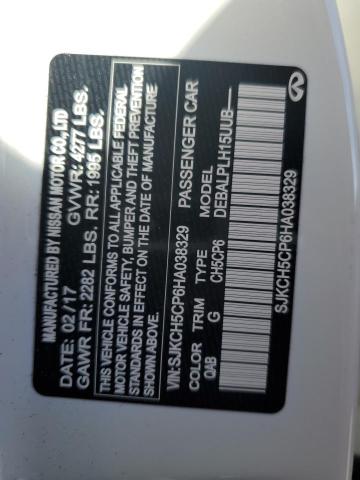 MANUFACTURED BY NISSAN MOTOR CO.,LTD
DATE: 02/17 GVWR: 4277 LBS.
GAWR FR: 2282 LBS. RR: 1995 LBS.
THIS VEHICLE CONFORMS TO ALL APPLICABLE FEDERAL
MOTOR VEHICLE SAFETY, BUMPER AND THEFT PREVENTION
STANDARDS IN EFFECT ON THE DATE OF MANUFACTURE
SHOWN ABOVE.
VIN:SJKCH5CP6HA038329 PASSENGER CAR
COLOR TRIM TYPE MODEL
QAB G CH5CP6 DEBALPLH15UUB---
SJKCH5CP6HA038329